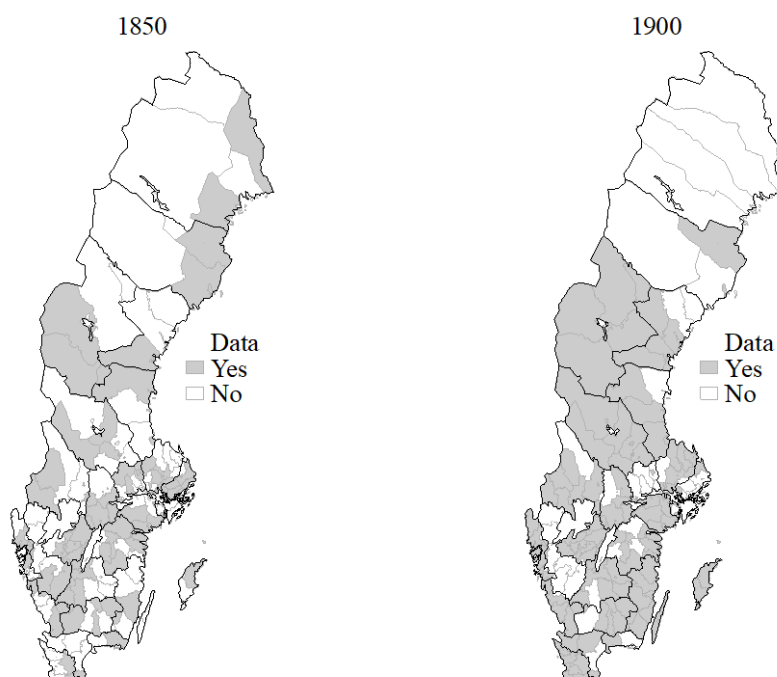 1850
1900
Data
Yes
No
Data
Yes
No